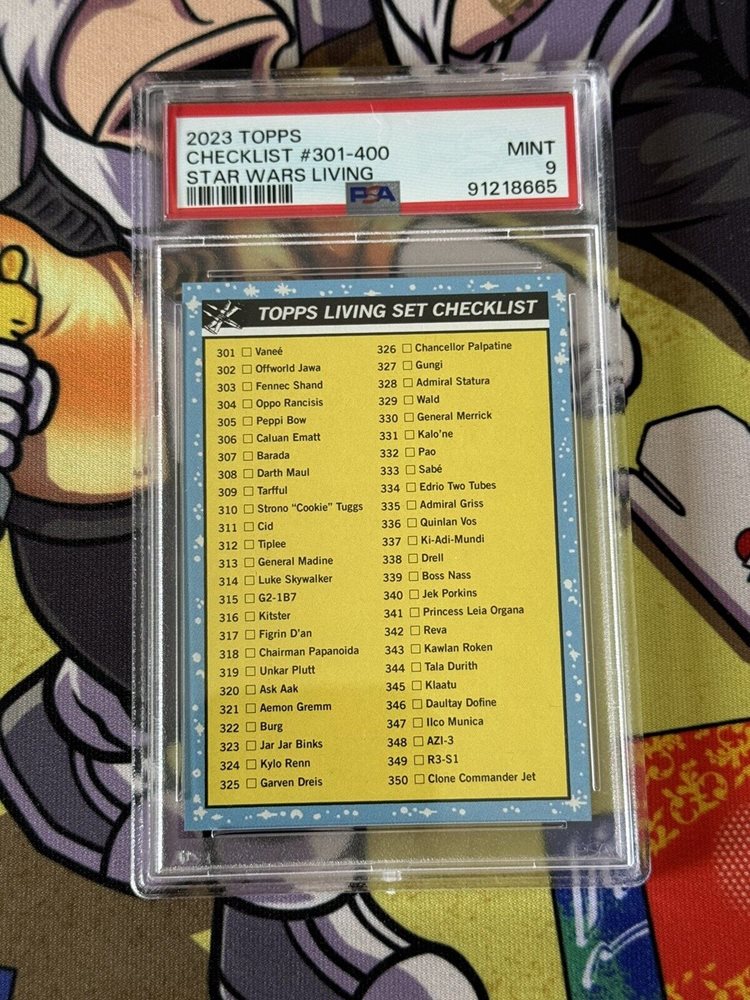 2023 TOPPS
CHECKLIST #301-400
STAR WARS LIVING
MINT
9
PSA
91218665
TOPPS LIVING SET CHECKLIST
301 Vaneé
302 Offworld Jawa
303 Fennec Shand
304 Oppo Rancisis
305 Peppi Bow
306 Caluan Ematt
307 Barada
308 Darth Maul
309 Tarfful
310 Strono "Cookie" Tuggs
311 Cid
312 Tiplee
313 General Madine
314 Luke Skywalker
315 G2-1B7
316 Kitster
317 Figrin D'an
318 Chairman Papanoida
319 Unkar Plutt
320 Ask Aak
321 Aemon Gremm
322 Burg
323 Jar Jar Binks
324 Kylo Renn
325 Garven Dreis
326 Chancellor Palpatine
327 Gungi
328 Admiral Statura
329 Wald
330 General Merrick
331 Kalo'ne
332 Pao
333 Sabé
334 Edrio Two Tubes
335 Admiral Griss
336 Quinlan Vos
337 Ki-Adi-Mundi
338 Drell
339 Boss Nass
340 Jek Porkins
341 Princess Leia Organa
342 Reva
343 Kawlan Roken
344 Tala Durith
345 Klaatu
346 Daultay Dofine
347 Ilco Munica
348 AZI-3
349 R3-S1
350 Clone Commander Jet